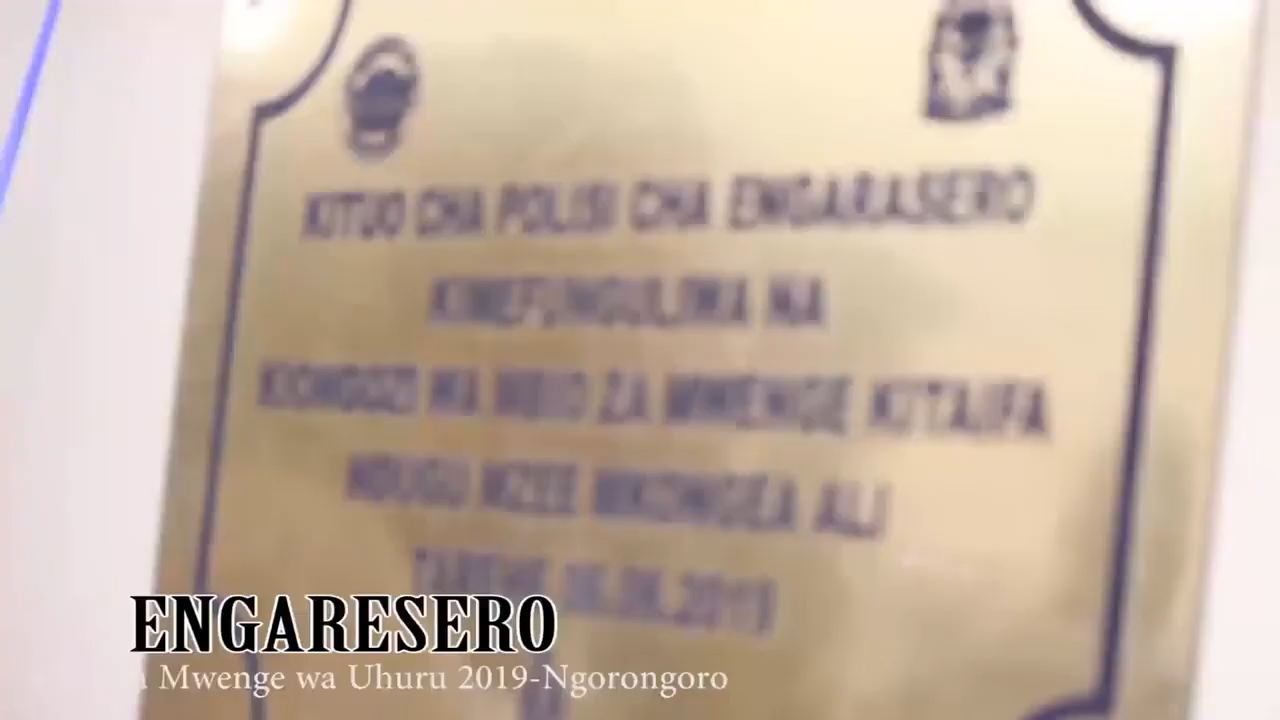 KITUO CHA POLISI CHA ENGARASERO
KIMEFUNGULIWA NA
KIONGOZI WA MBIO ZA MWENGE KITAIFA
NDUGU MZEE MKONGEA ALI
TAREHE
ENGARESERO
a Mwenge wa Uhuru 2019-Ngorongoro